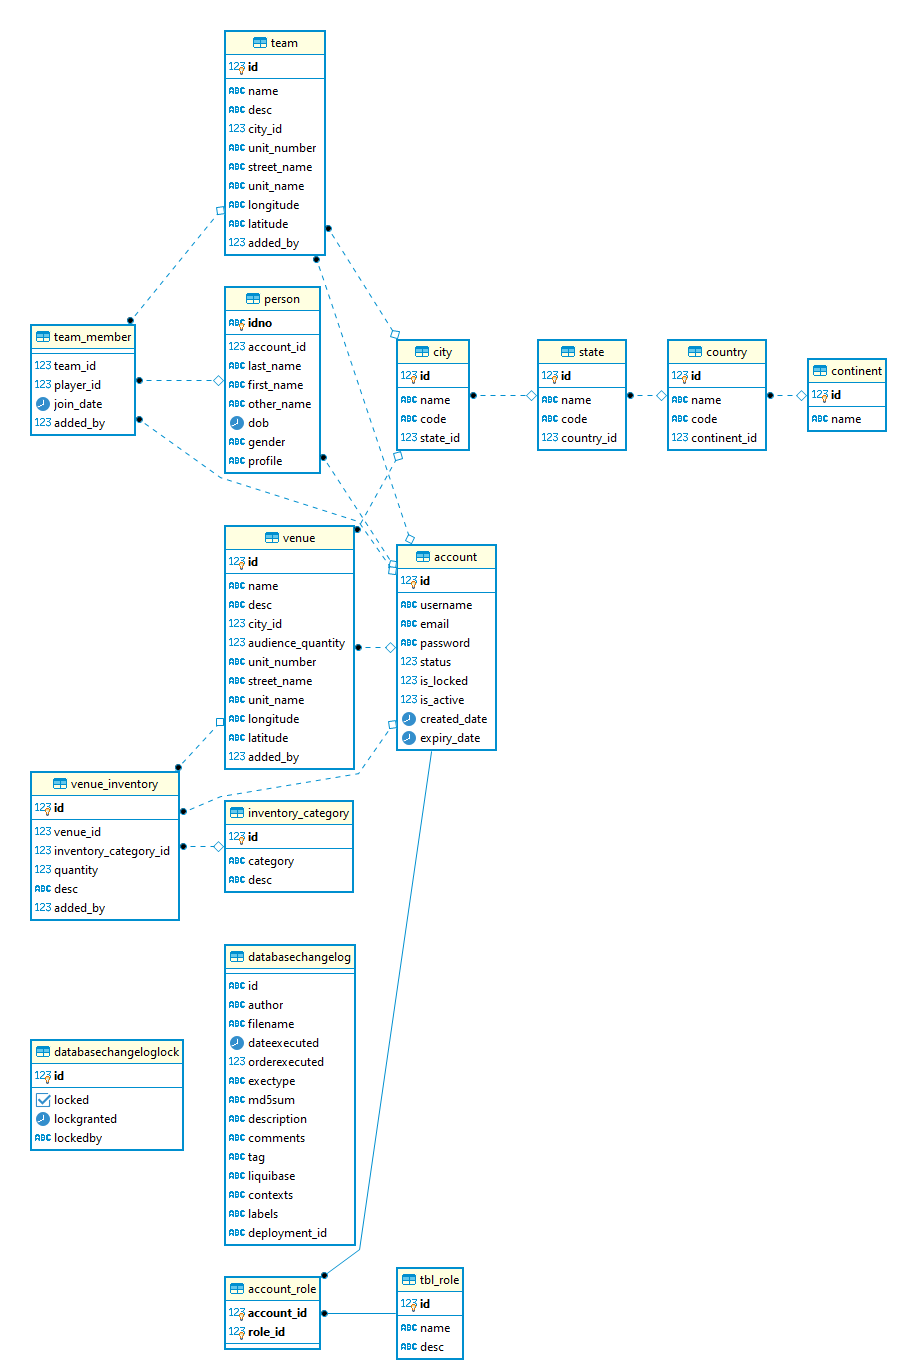 team
123 id
ABC name
ABC desc
123 city_id
ABC unit_number
ABC street_name
ABC unit_name
ABC longitude
ABC latitude
123 added_by
person
ABC idno
123 account_id
ABC last_name
ABC first_name
ABC other_name
dob
ABC gender
ABC profile
team_member
123 team_id
123 player_id
join_date
123 added_by
city
123 id
ABC name
ABC code
123 state_id
state
123 id
ABC name
ABC code
123 country_id
country
123 id
ABC name
ABC code
123 continent_id
continent
123 id
ABC name
venue
123 id
ABC name
ABC desc
123 city_id
ABC audience_quantity
ABC unit_number
ABC street_name
ABC unit_name
ABC longitude
ABC latitude
123 added_by
account
123 id
ABC username
ABC email
ABC password
123 status
123 is_locked
123 is_active
created_date
expiry_date
venue_inventory
123 id
123 venue_id
123 inventory_category_id
123 quantity
ABC desc
123 added_by
inventory_category
123 id
ABC category
ABC desc
databasechangelog
ABC id
ABC author
ABC filename
dateexecuted
123 orderexecuted
ABC exectype
ABC md5sum
ABC description
ABC comments
ABC tag
ABC liquibase
ABC contexts
ABC labels
ABC deployment_id
databasechangeloglock
123 id
locked
lockgranted
ABC lockedby
account_role
123 account_id
123 role_id
tbl_role
123 id
ABC name
ABC desc